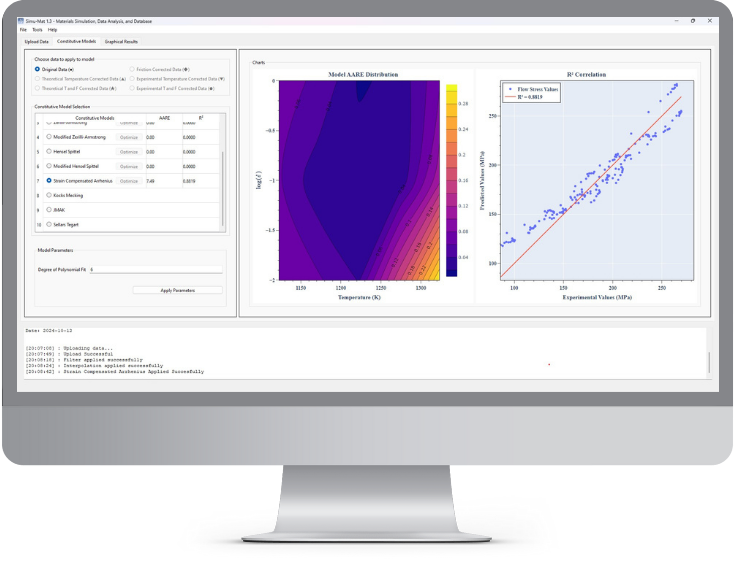 Simu-Mat 1.3 - Materials Simulation, Data Analysis, and Database
File Tools Help
Upload Data Constitutive Models Graphical Results
Choose data to apply to model
Original Data (●) Friction Corrected Data
Theoretical Temperature Corrected Data (▲) Experimental Temperature Corrected Data (▼)
Theoretical T and F Corrected Data Experimental T and F Corrected Data
Constitutive Model Selection
Constitutive Models AARE R²
4 Modified Zerilli-Armstrong Optimize 0.00 0.0000
5 Hensel Spittel Optimize 0.00 0.0000
6 Modified Hensel Spittel Optimize 0.00 0.0000
7 Strain Compensated Arrhenius Optimize 7.49 0.8819
8 Kocks Mecking
9 JMAK
10 Sellars Tegart
Model Parameters
Degree of Polynomial Fit 6
Apply Parameters
Charts
Model AARE Distribution
0
−0.5
−1
−1.5
−2
1150 1200 1250 1300
Temperature (K)
0.28
0.24
0.2
0.16
0.12
0.08
0.04
R² Correlation
Flow Stress Values
R² = 0.8819
Predicted Values (MPa)
250
200
150
100
100 150 200 250
Experimental Values (MPa)
Date: 2024-10-13
[20:07:08] : Uploading data...
[20:07:49] : Upload Successful
[20:08:18] : Filter applied successfully
[20:08:24] : Interpolation applied successfully
[20:08:42] : Strain Compensated Arrhenius Applied Successfully